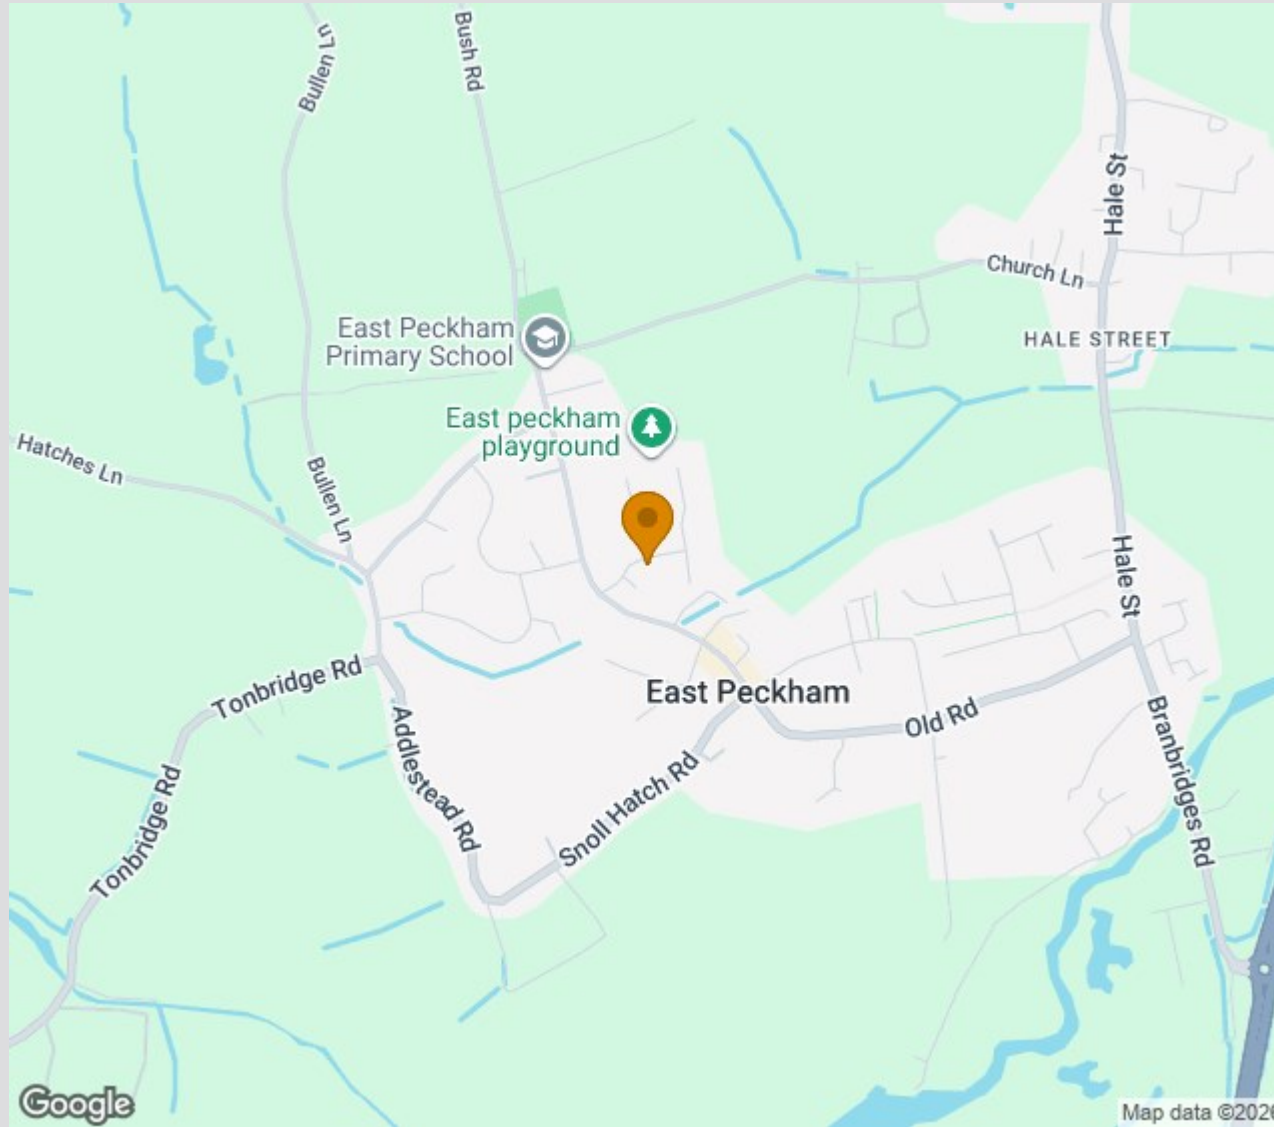 Bullen Ln
Bush Rd
Hale St
Church Ln
East Peckham
Primary School
HALE STREET
East peckham
playground
Hatches Ln
Bullen Ln
Hale St
Tonbridge Rd
East Peckham
Old Rd
Addlestead Rd
Branbridges Rd
Snoll Hatch Rd
Tonbridge Rd
Google
Map data ©2026